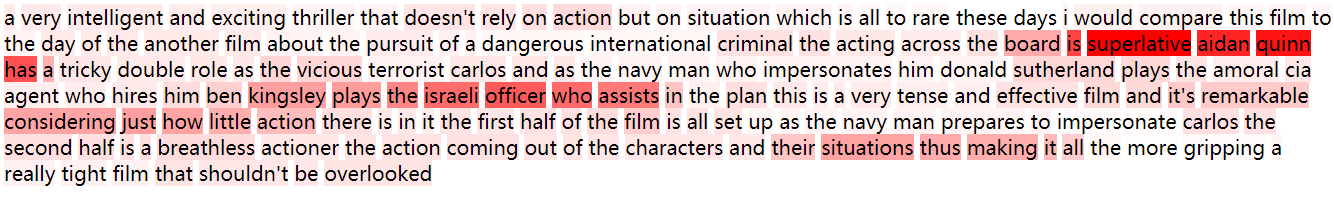 a very intelligent and exciting thriller that doesn't rely on action but on situation which is all to rare these days i would compare this film to
the day of the another film about the pursuit of a dangerous international criminal the acting across the board is superlative aidan quinn
has a tricky double role as the vicious terrorist carlos and as the navy man who impersonates him donald sutherland plays the amoral cia
agent who hires him ben kingsley plays the israeli officer who assists in the plan this is a very tense and effective film and it's remarkable
considering just how little action there is in it the first half of the film is all set up as the navy man prepares to impersonate carlos the
second half is a breathless actioner the action coming out of the characters and their situations thus making it all the more gripping a
really tight film that shouldn't be overlooked